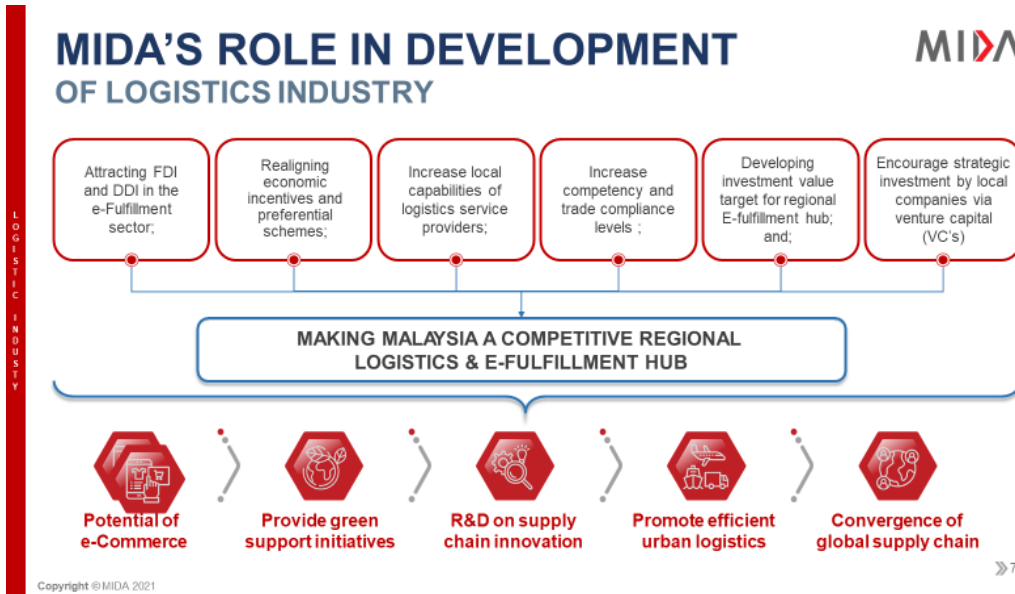 MIDA'S ROLE IN DEVELOPMENT
OF LOGISTICS INDUSTRY
MIDA
LOGISTIC INDUSTY
Attracting FDI
and DDI in the
e-Fulfillment
sector;
Realigning
economic
incentives and
preferential
schemes;
Increase local
capabilities of
logistics service
providers;
Increase
competency and
trade compliance
levels ;
Developing
investment value
target for regional
E-fulfillment hub;
and;
Encourage strategic
investment by local
companies via
venture capital
(VC's)
MAKING MALAYSIA A COMPETITIVE REGIONAL
LOGISTICS & E-FULFILLMENT HUB
Potential of
e-Commerce
Provide green
support initiatives
R&D on supply
chain innovation
Promote efficient
urban logistics
Convergence of
global supply chain
7
Copyright © MIDA 2021